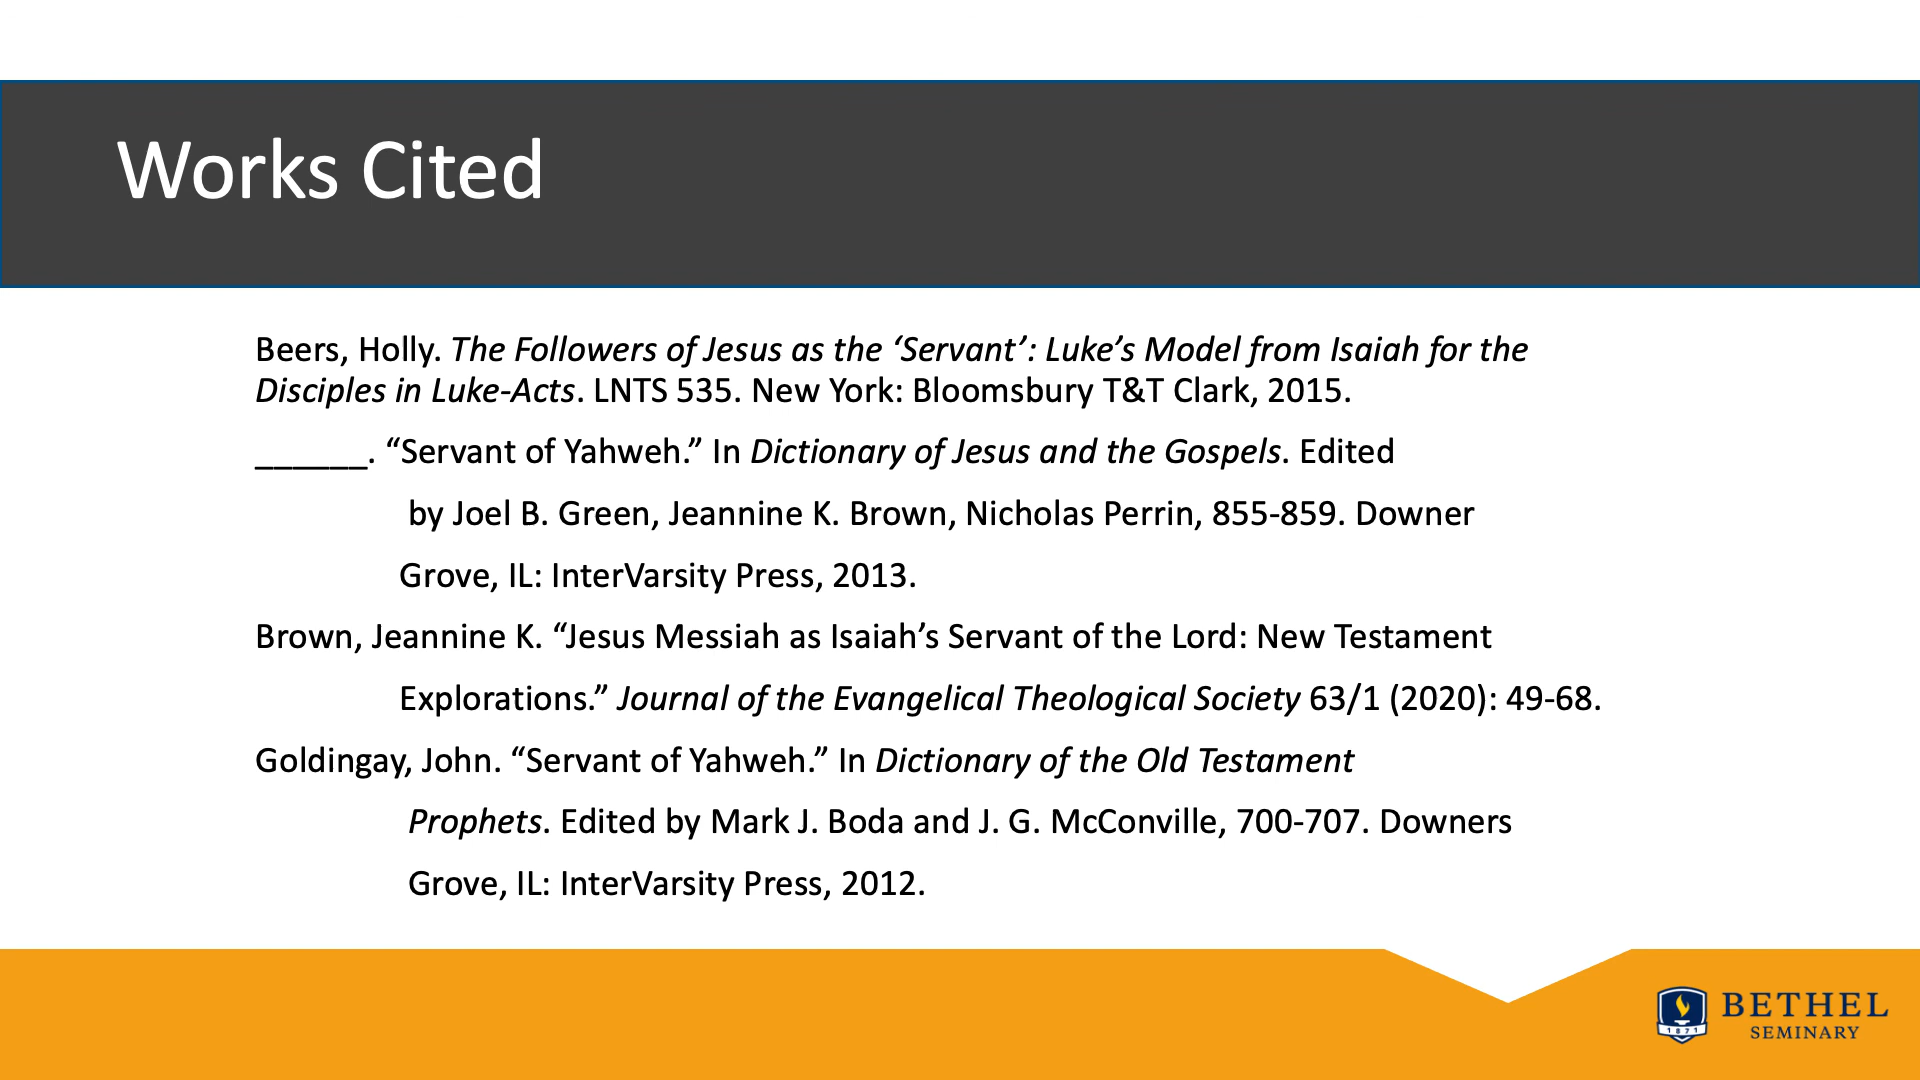 Works Cited
Beers, Holly. The Followers of Jesus as the ‘Servant’: Luke’s Model from Isaiah for the
Disciples in Luke-Acts. LNTS 535. New York: Bloomsbury T&T Clark, 2015.
______. “Servant of Yahweh.” In Dictionary of Jesus and the Gospels. Edited
by Joel B. Green, Jeannine K. Brown, Nicholas Perrin, 855-859. Downer
Grove, IL: InterVarsity Press, 2013.
Brown, Jeannine K. “Jesus Messiah as Isaiah’s Servant of the Lord: New Testament
Explorations.” Journal of the Evangelical Theological Society 63/1 (2020): 49-68.
Goldingay, John. “Servant of Yahweh.” In Dictionary of the Old Testament
Prophets. Edited by Mark J. Boda and J. G. McConville, 700-707. Downers
Grove, IL: InterVarsity Press, 2012.
1871
BETHEL
SEMINARY